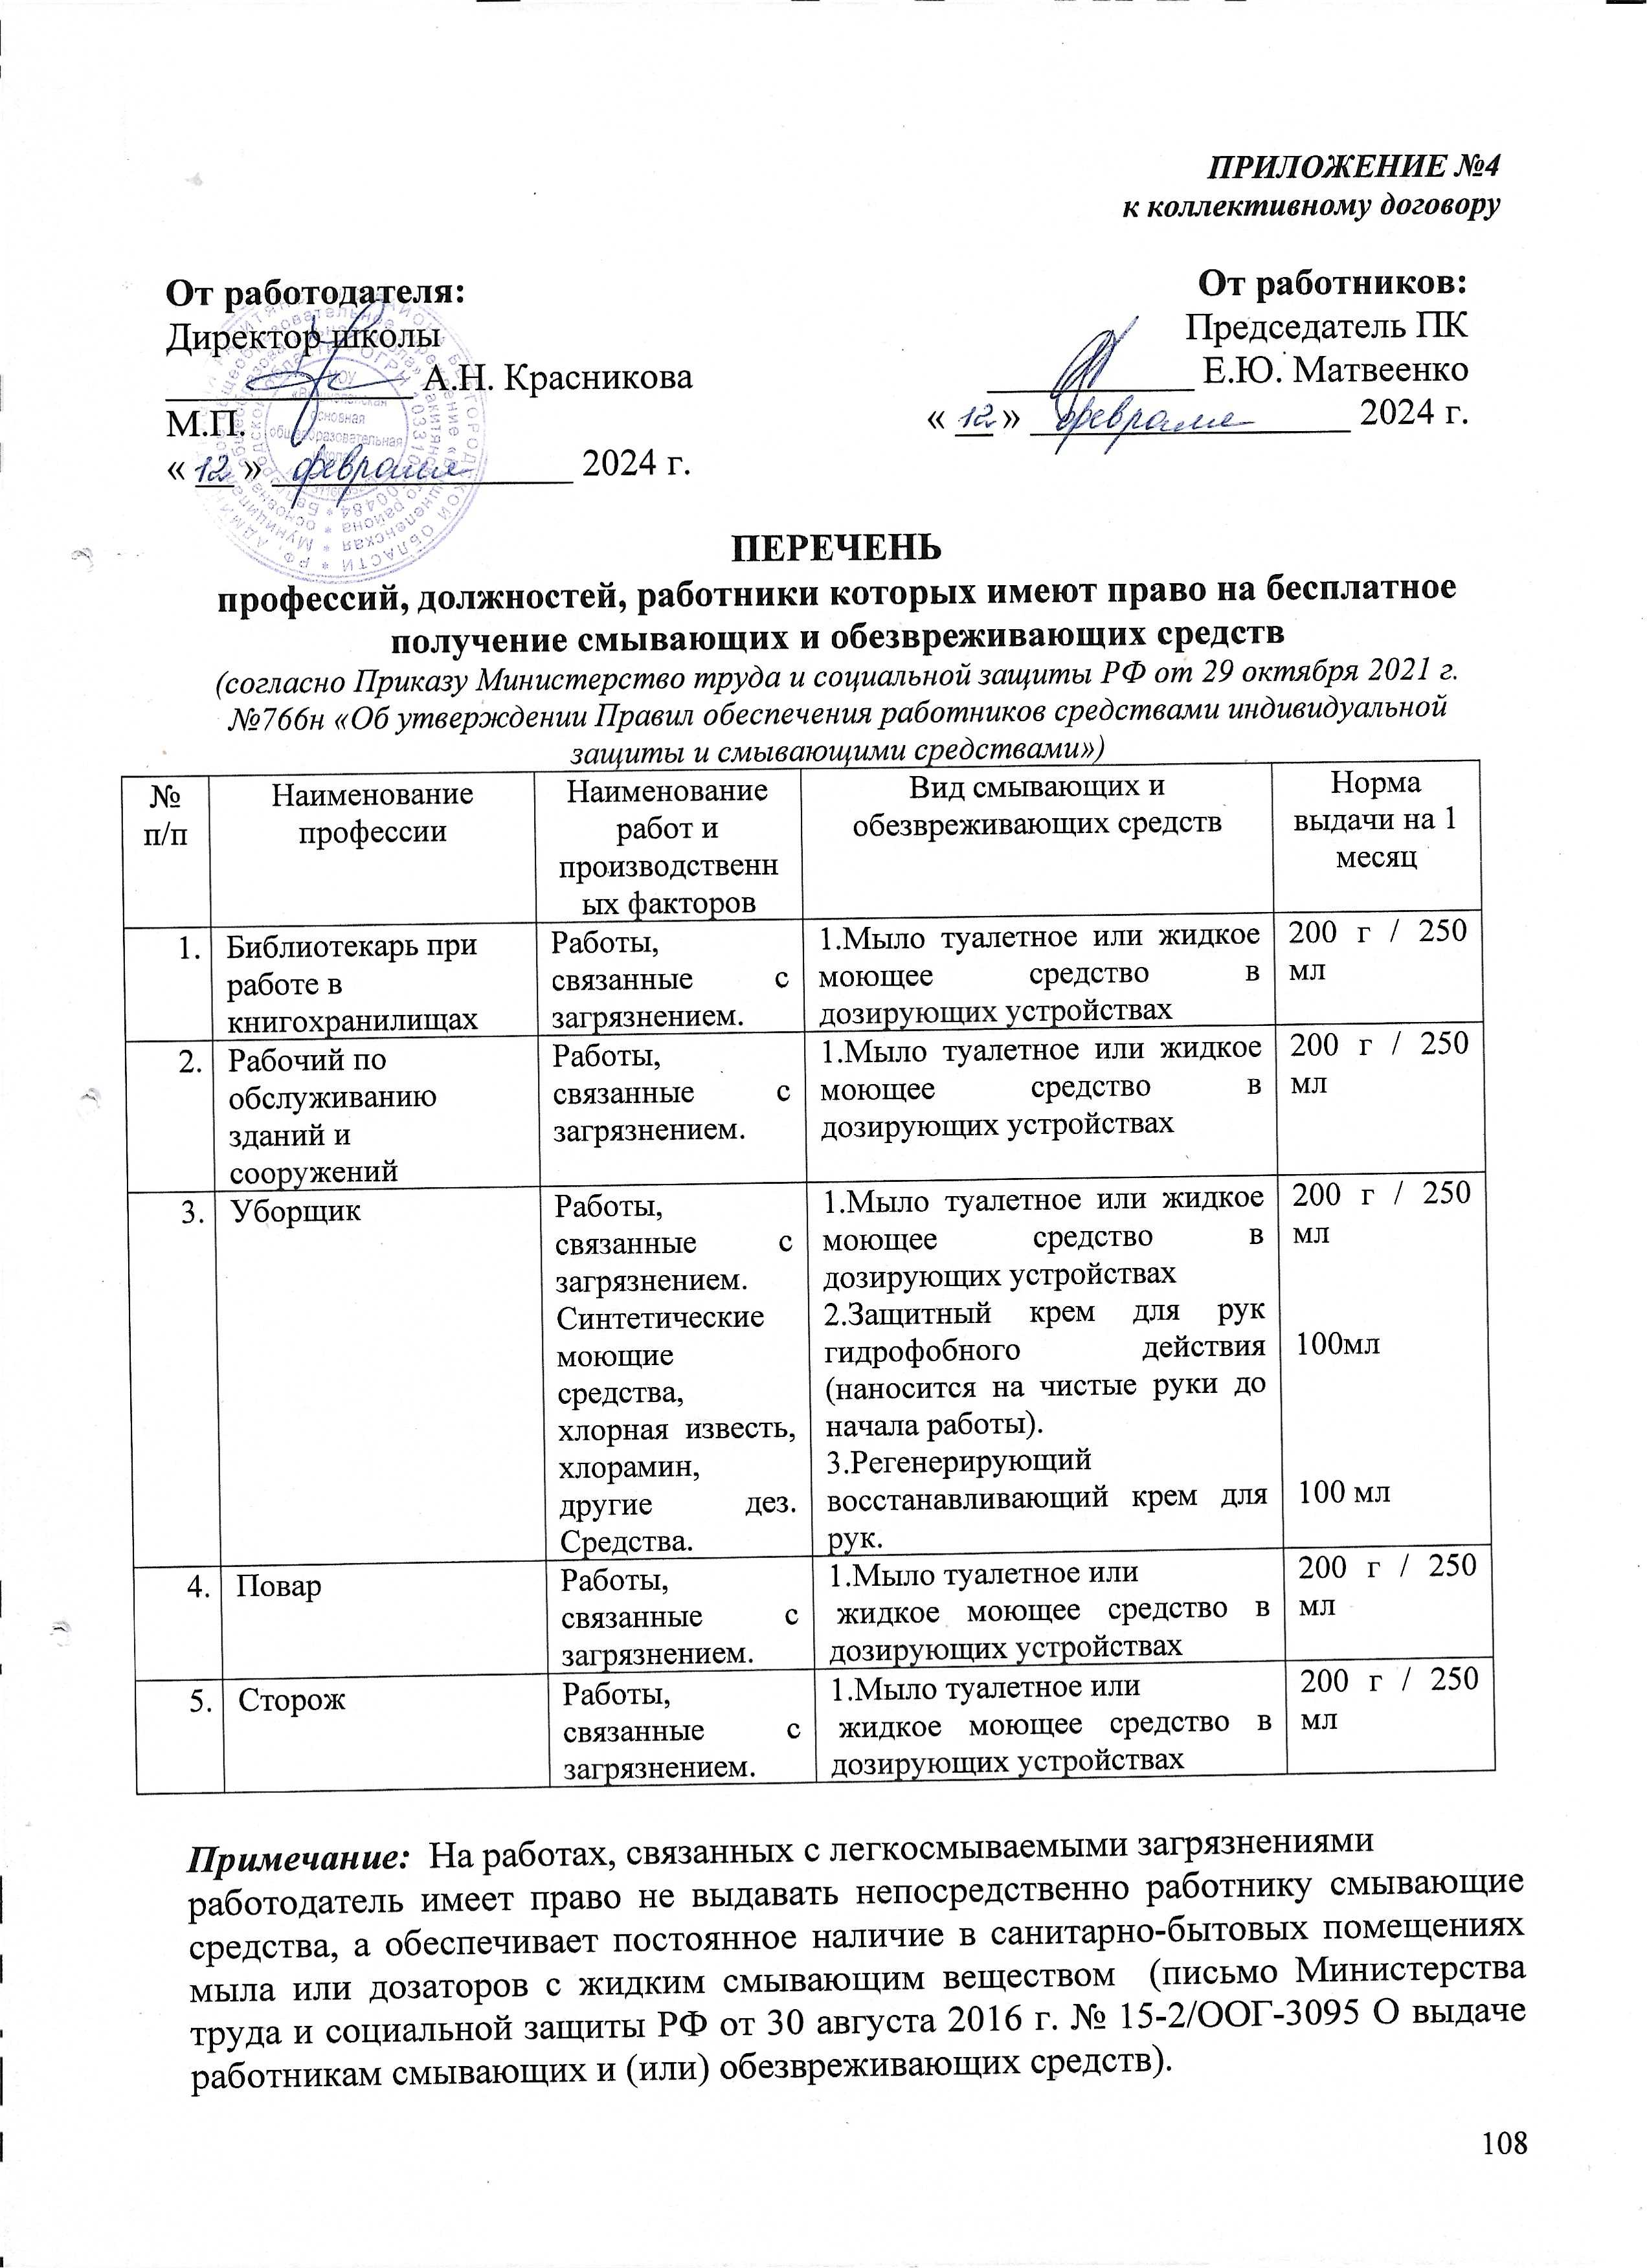 ПРИЛОЖЕНИЕ №4
к коллективному договору
От работодателя:
Директор школы
А.Н. Красникова
М.П.
« 12 » февраля 2024 г.
От работников:
Председатель ПК
Е.Ю. Матвеенко
« 12 » февраля 2024 г.
ПЕРЕЧЕНЬ
профессий, должностей, работники которых имеют право на бесплатное
получение смывающих и обезвреживающих средств
(согласно Приказу Министерство труда и социальной защиты РФ от 29 октября 2021 г.
№766н «Об утверждении Правил обеспечения работников средствами индивидуальной
защиты и смывающими средствами»)
№
п/п
Наименование
профессии
Наименование
работ и
производственн
ых факторов
Вид смывающих и
обезвреживающих средств
Норма
выдачи на 1
месяц
1.
Библиотекарь при
работе в
книгохранилищах
Работы,
связанные с
загрязнением.
1.Мыло туалетное или жидкое
моющее средство в
дозирующих устройствах
200 г / 250
мл
2.
Рабочий по
обслуживанию
зданий и
сооружений
Работы,
связанные с
загрязнением.
1.Мыло туалетное или жидкое
моющее средство в
дозирующих устройствах
200 г / 250
мл
3.
Уборщик
Работы,
связанные с
загрязнением.
Синтетические
моющие
средства,
хлорная известь,
хлорамин,
другие дез.
Средства.
1.Мыло туалетное или жидкое
моющее средство в
дозирующих устройствах
2.Защитный крем для рук
гидрофобного действия
(наносится на чистые руки до
начала работы).
3.Регенерирующий
восстанавливающий крем для
рук.
200 г / 250
мл
100мл
100 мл
4.
Повар
Работы,
связанные с
загрязнением.
1.Мыло туалетное или
жидкое моющее средство в
дозирующих устройствах
200 г / 250
мл
5.
Сторож
Работы,
связанные с
загрязнением.
1.Мыло туалетное или
жидкое моющее средство в
дозирующих устройствах
200 г / 250
мл
Примечание: На работах, связанных с легкосмываемыми загрязнениями
работодатель имеет право не выдавать непосредственно работнику смывающие
средства, а обеспечивает постоянное наличие в санитарно-бытовых помещениях
мыла или дозаторов с жидким смывающим веществом (письмо Министерства
труда и социальной защиты РФ от 30 августа 2016 г. № 15-2/ООГ-3095 О выдаче
работникам смывающих и (или) обезвреживающих средств).
108